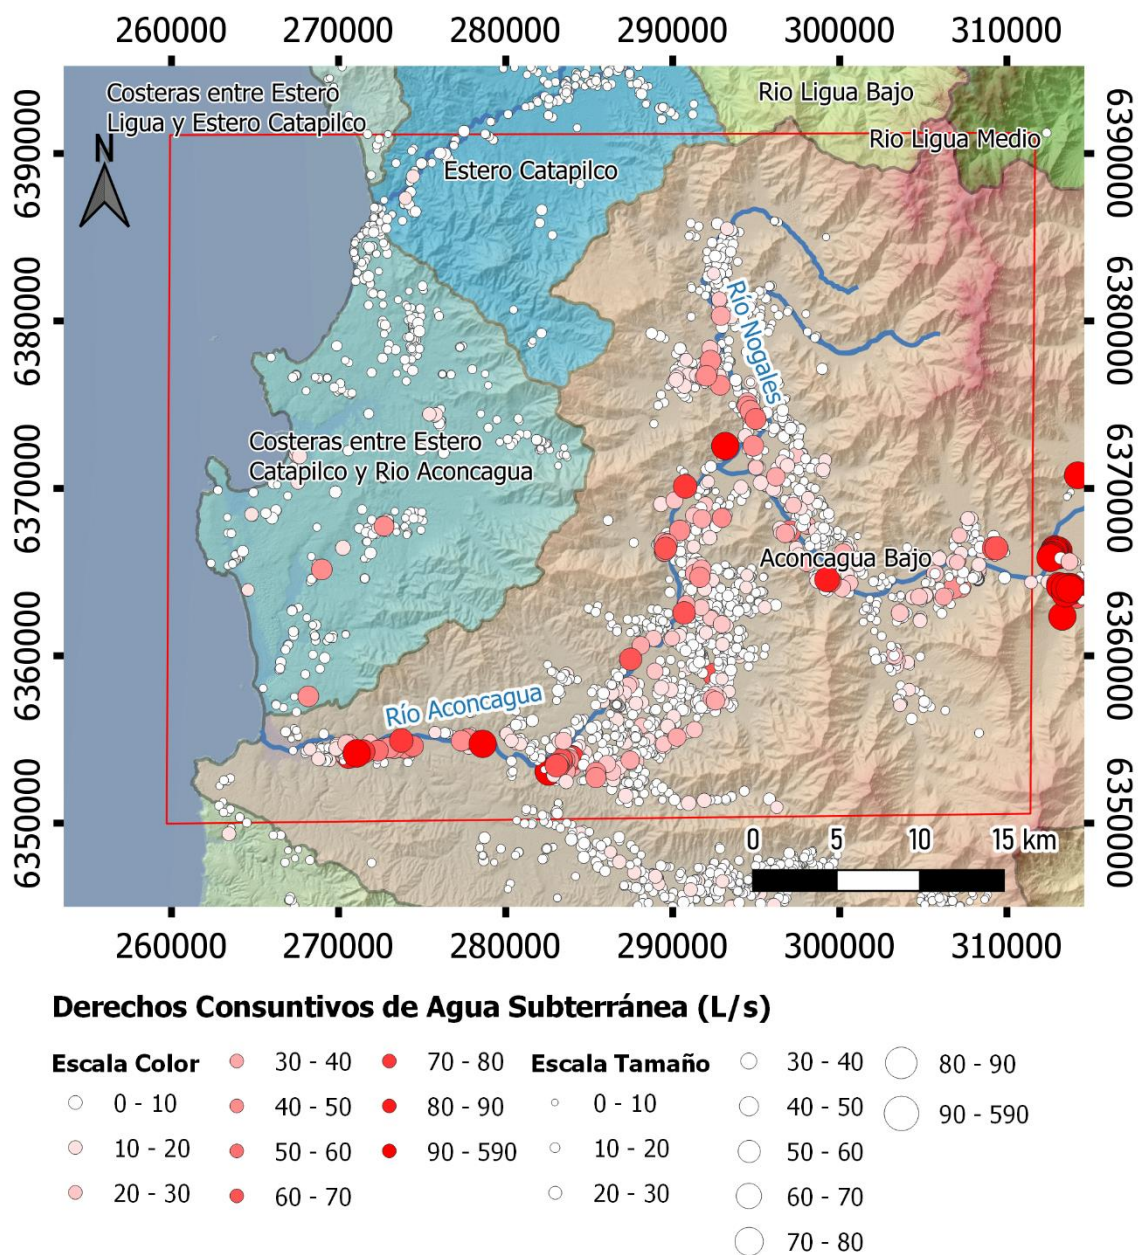 260000 270000 280000 290000 300000 310000
Costeras entre Estero
Ligua y Estero Catapilco
Rio Ligua Bajo
Rio Ligua Medio
N
Estero Catapilco
6390000
6390000
6380000
6380000
Río Nogales
Costeras entre Estero
Catapilco y Rio Aconcagua
6370000
6370000
Aconcagua Bajo
6360000
6360000
Río Aconcagua
6350000
6350000
0 5 10 15 km
260000 270000 280000 290000 300000 310000
Derechos Consuntivos de Agua Subterránea (L/s)
Escala Color
0 - 10
10 - 20
20 - 30
30 - 40
40 - 50
50 - 60
60 - 70
70 - 80
80 - 90
90 - 590
Escala Tamaño
0 - 10
10 - 20
20 - 30
30 - 40
40 - 50
50 - 60
60 - 70
70 - 80
80 - 90
90 - 590